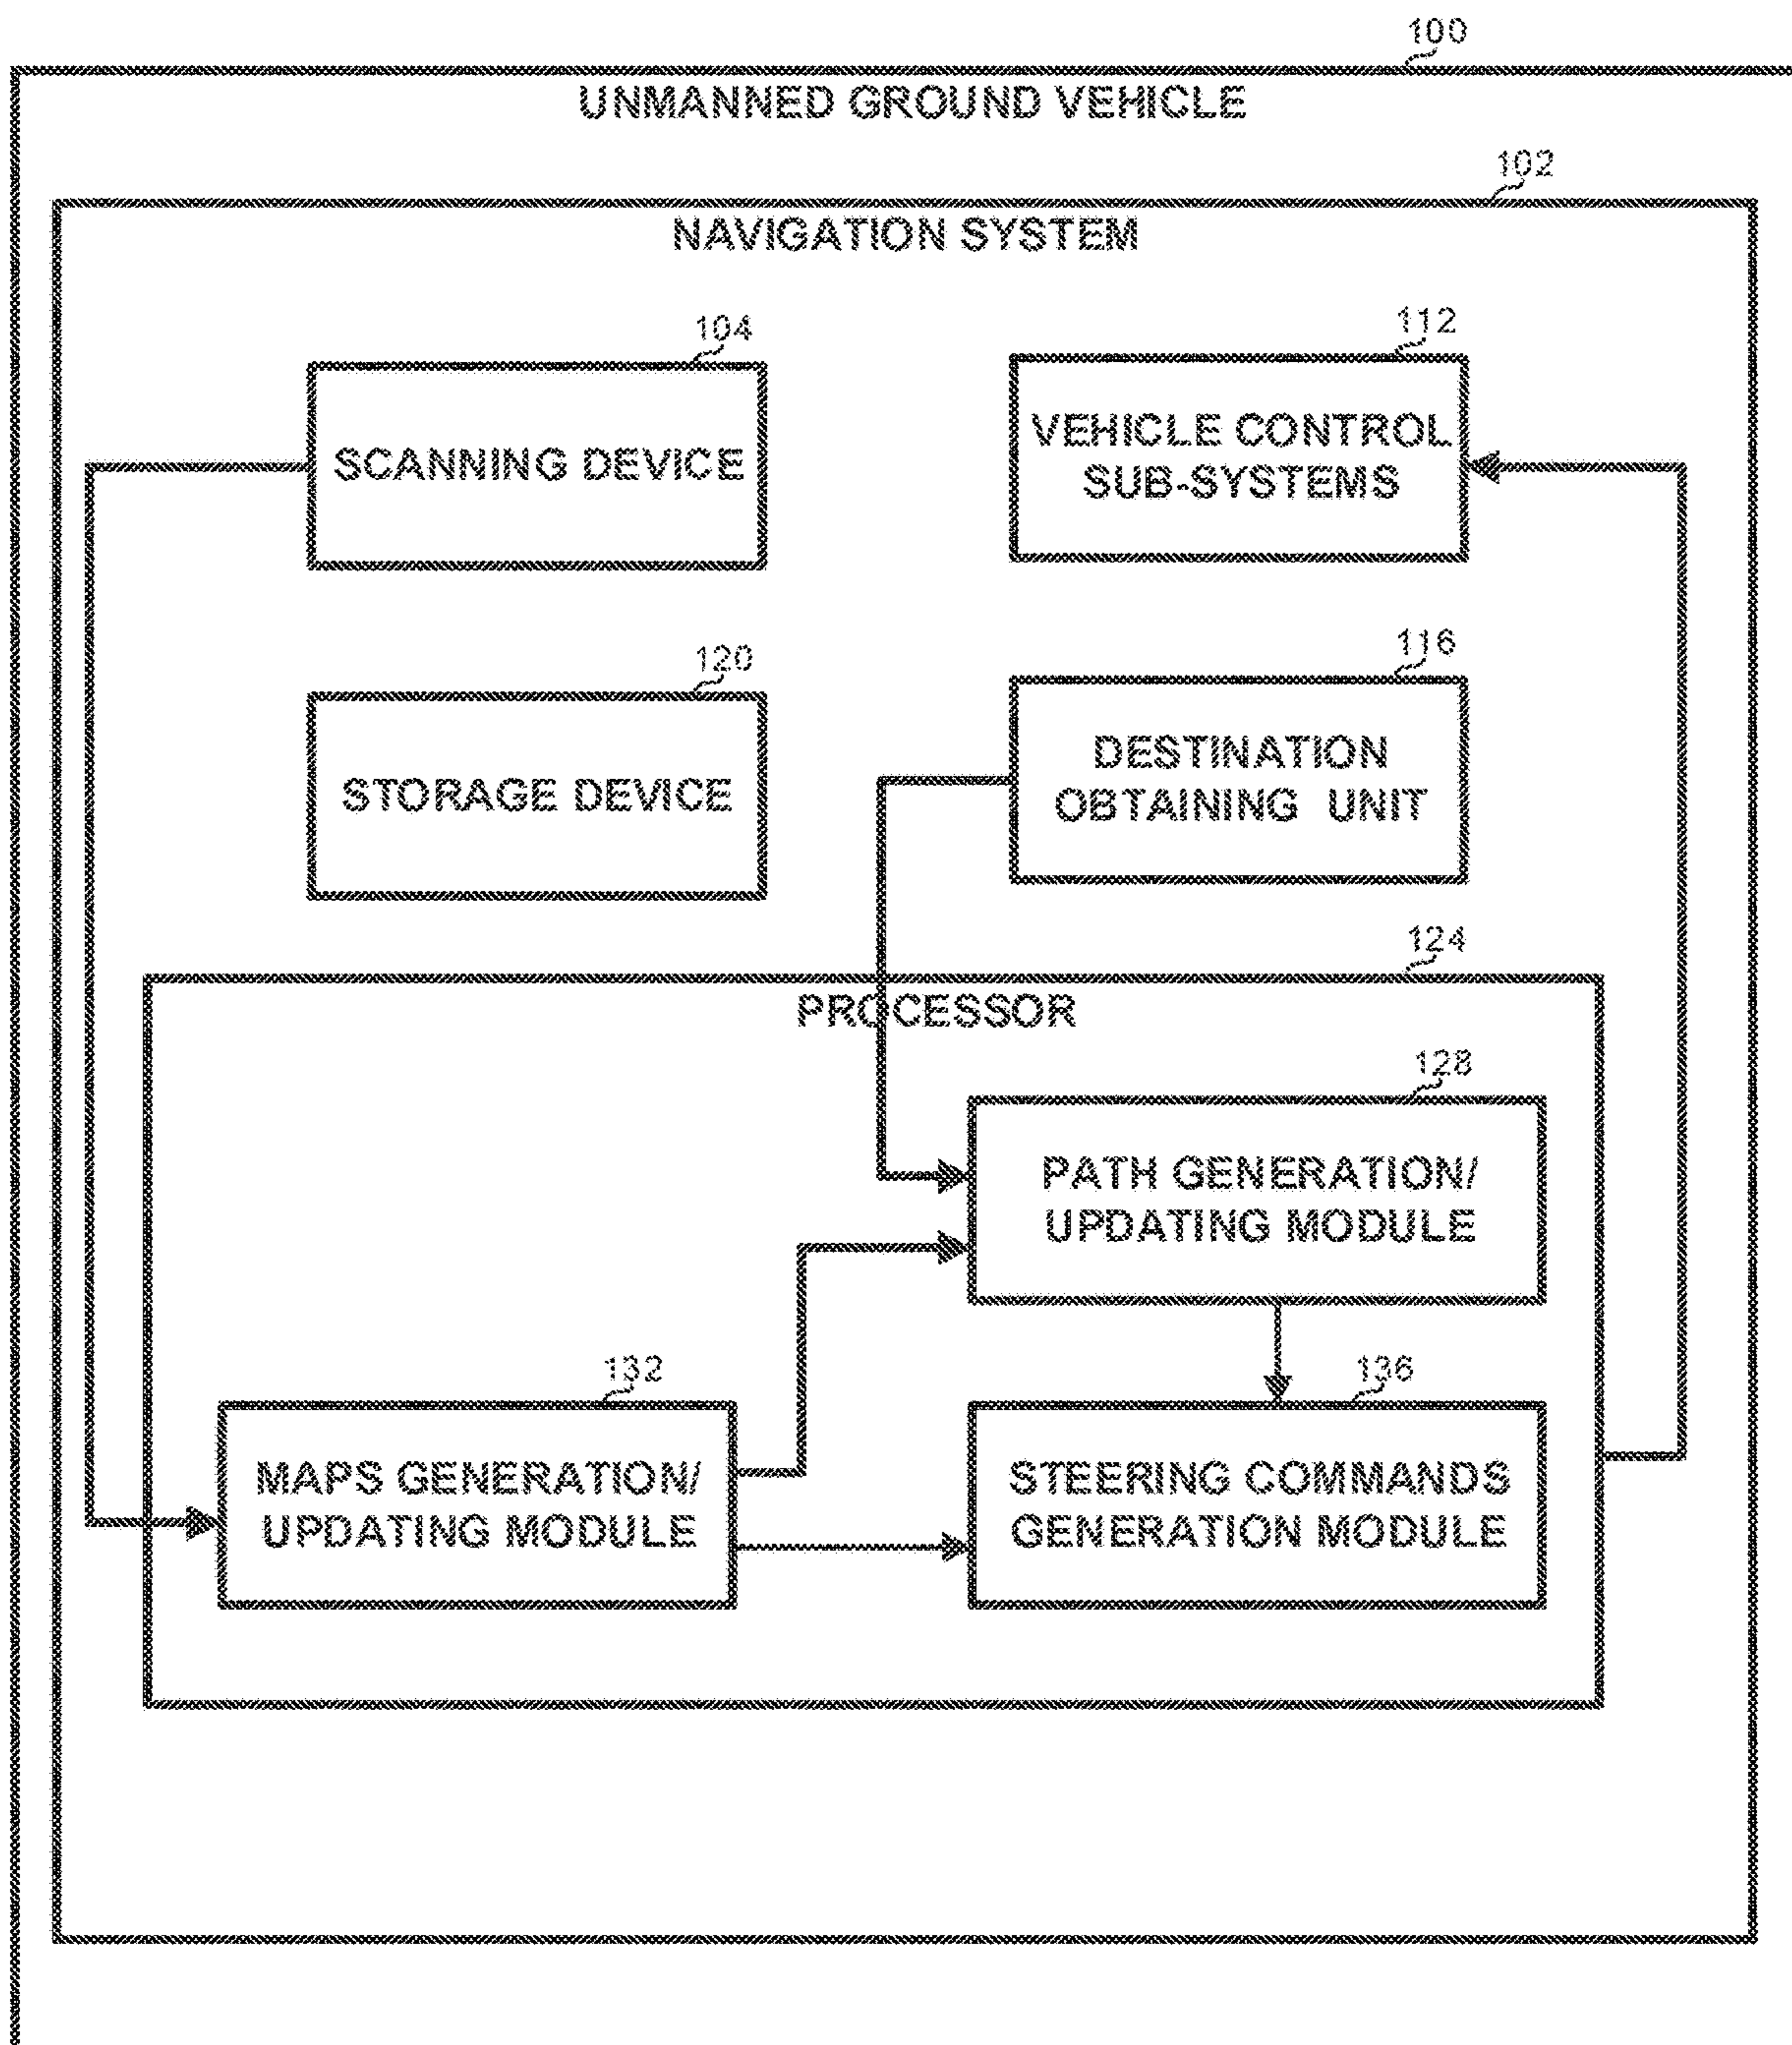 100
UNMANNED GROUND VEHICLE
102
NAVIGATION SYSTEM
104
SCANNING DEVICE
112
VEHICLE CONTROL
SUB-SYSTEMS
120
STORAGE DEVICE
116
DESTINATION
OBTAINING UNIT
124
PROCESSOR
128
PATH GENERATION/
UPDATING MODULE
132
MAPS GENERATION/
UPDATING MODULE
136
STEERING COMMANDS
GENERATION MODULE